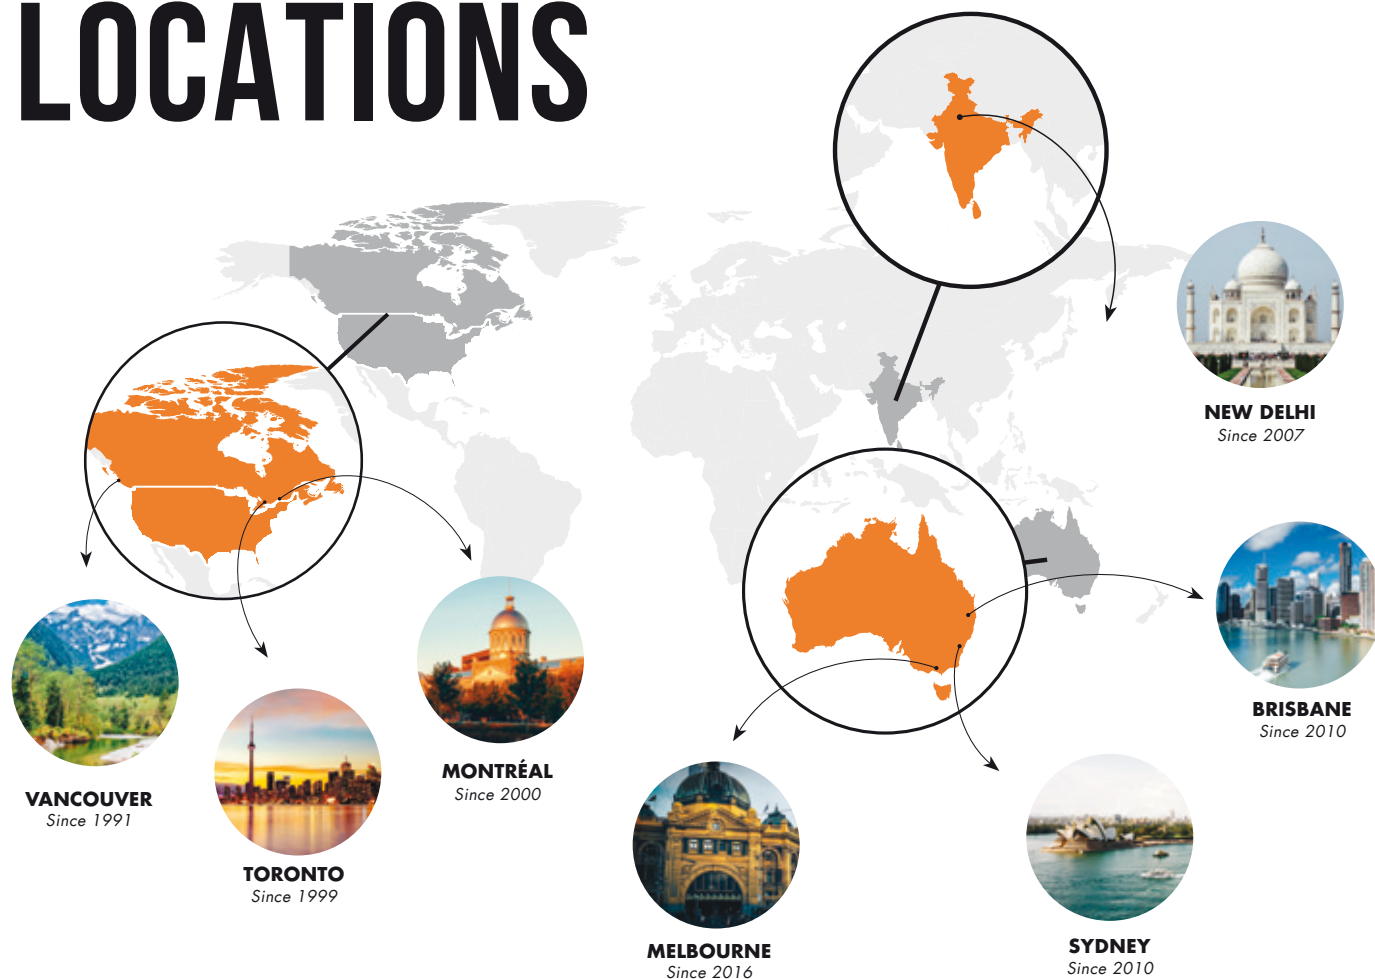 LOCATIONS
NEW DELHI
Since 2007
BRISBANE
Since 2010
MONTRÉAL
Since 2000
VANCOUVER
Since 1991
TORONTO
Since 1999
MELBOURNE
Since 2016
SYDNEY
Since 2010